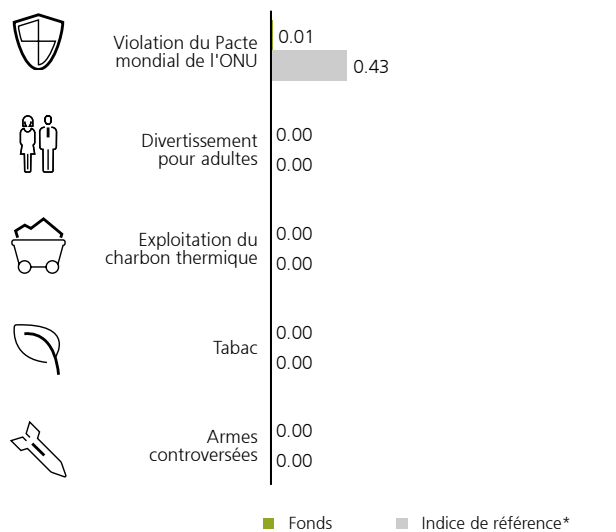 Violation du Pacte
mondial de l'ONU
0.01
0.43
Divertissement
pour adultes
0.00
0.00
Exploitation du
charbon thermique
0.00
0.00
Tabac
0.00
0.00
Armes
controversées
0.00
0.00
Fonds
Indice de référence*